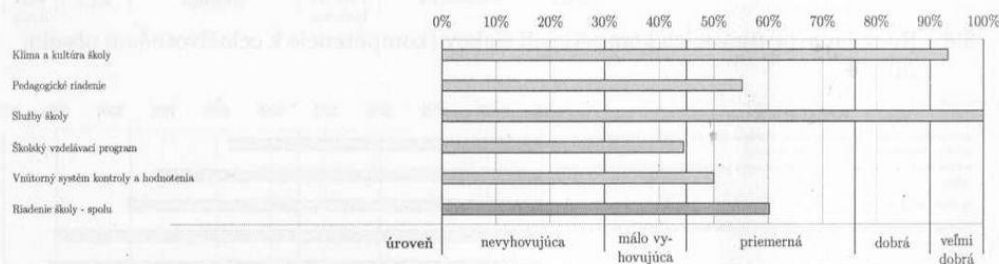 0% 10% 20% 30% 40% 50% 60% 70% 80% 90% 100%
Klíma a kultúra školy
Pedagogické riadenie
Služby školy
Školský vzdelávací program
Vnútorný systém kontroly a hodnotenia
Riadenie školy - spolu
úroveň
nevyhovujúca
málo vy-
hovujúca
priemerná
dobrá
veľmi
dobrá